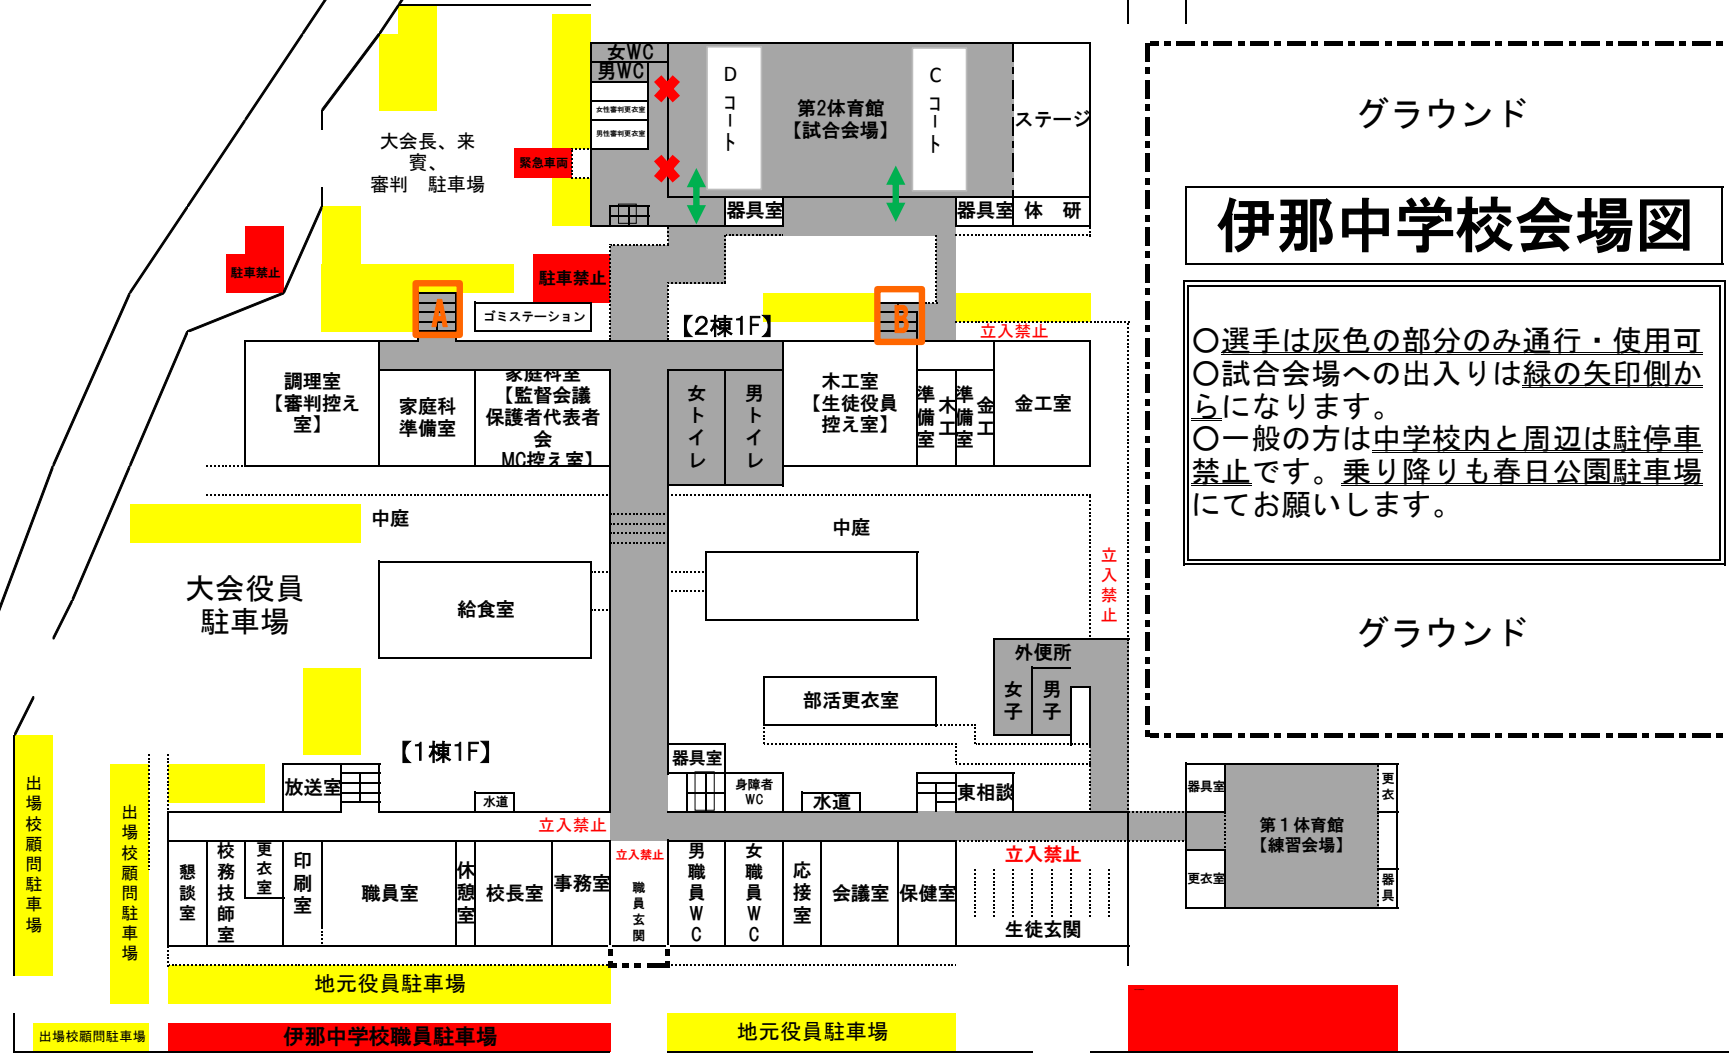 女WC
男WC
女性審判更衣室
男性審判更衣室
Dコート
第2体育館
【試合会場】
Cコート
ステージ
グラウンド
大会長、来
賓、
審判　駐車場
緊急車両
器具室
器具室
体　研
伊那中学校会場図
駐車禁止
駐車禁止
A
ゴミステーション
【2棟1F】
B
立入禁止
〇選手は灰色の部分のみ通行・使用可
〇試合会場への出入りは緑の矢印側か
らになります。
〇一般の方は中学校内と周辺は駐停車
禁止です。乗り降りも春日公園駐車場
にてお願いします。
調理室
【審判控え
室】
家庭科
準備室
家庭科室
【監督会議
保護者代表者
会
MC控え室】
女トイレ
男トイレ
木工室
【生徒役員
控え室】
木工
準備室
金工
準備室
金工室
中庭
中庭
立入禁止
大会役員
駐車場
給食室
グラウンド
外便所
女子
男子
部活更衣室
【1棟1F】
器具室
放送室
水道
身障者
WC
水道
東相談
立入禁止
器具室
更衣
第１体育館
【練習会場】
更衣室
器具
出場校顧問駐車場
出場校顧問駐車場
懇談室
校務技師室
更衣室
印刷室
職員室
休憩室
校長室
事務室
立入禁止
職員玄関
男職員WC
女職員WC
応接室
会議室
保健室
立入禁止
生徒玄関
地元役員駐車場
出場校顧問駐車場
伊那中学校職員駐車場
地元役員駐車場